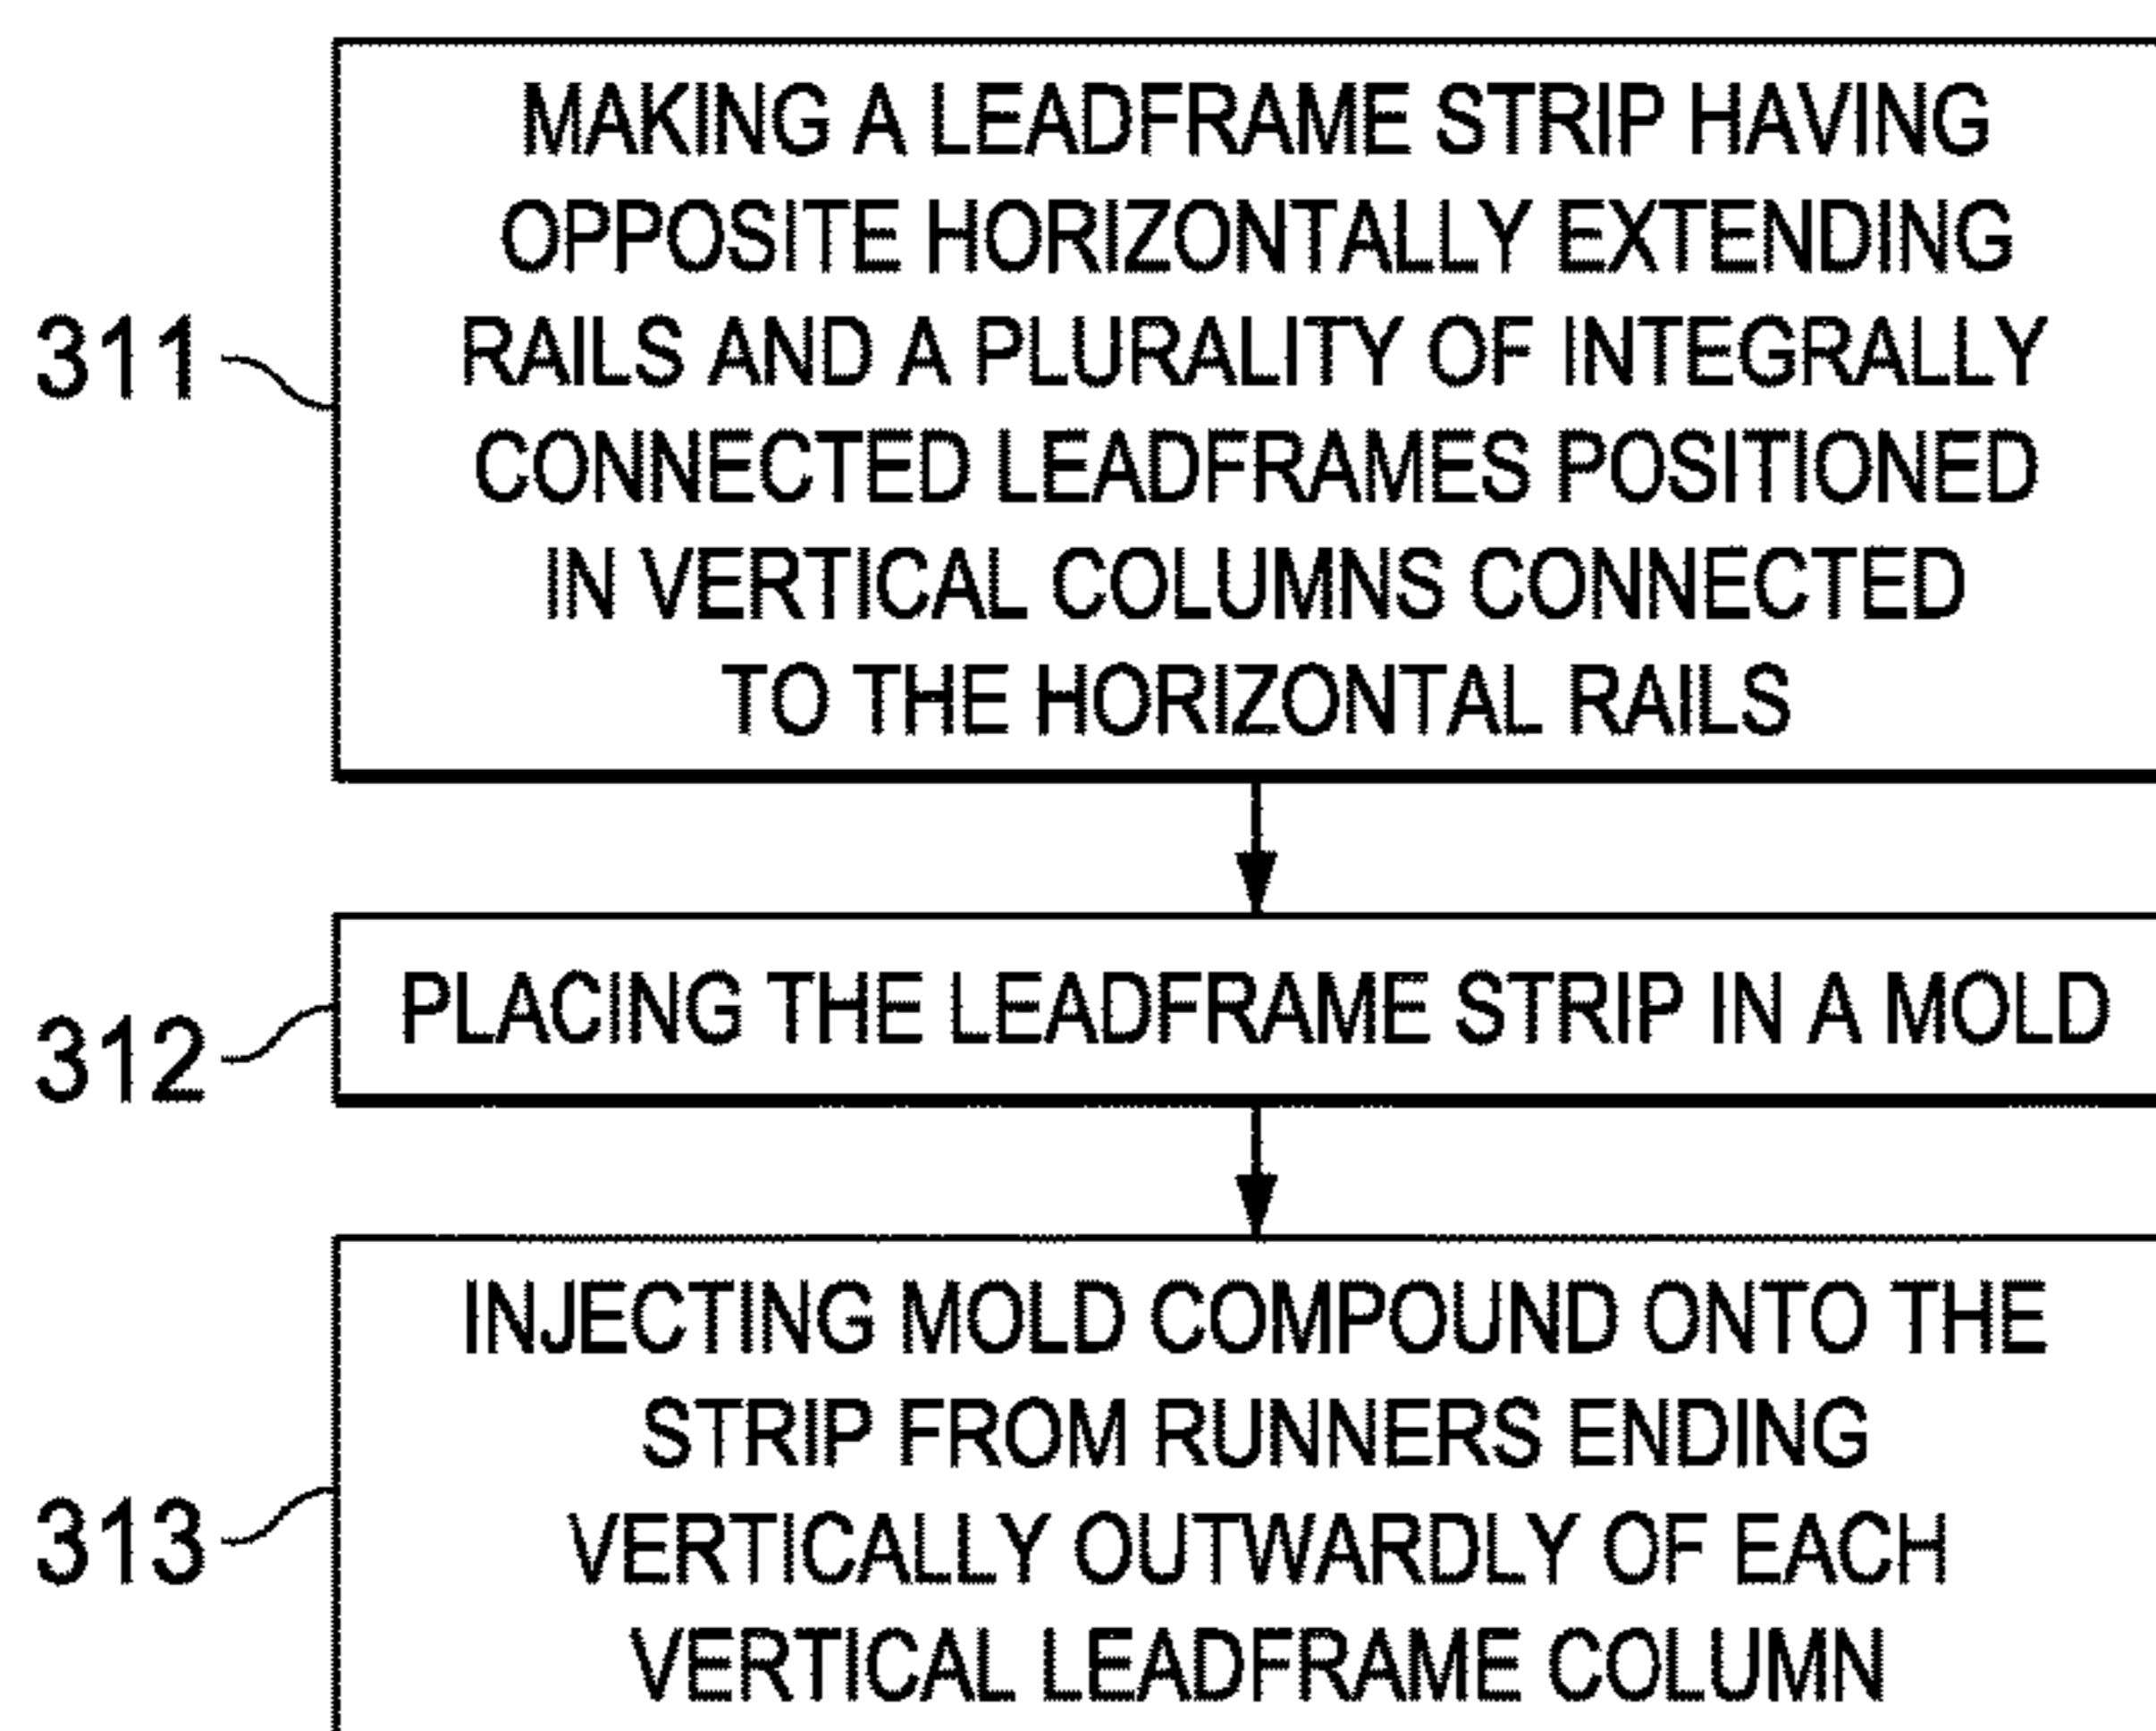 MAKING A LEADFRAME STRIP HAVING
OPPOSITE HORIZONTALLY EXTENDING
311 RAILS AND A PLURALITY OF INTEGRALLY
CONNECTED LEADFRAMES POSITIONED
IN VERTICAL COLUMNS CONNECTED
TO THE HORIZONTAL RAILS
312 PLACING THE LEADFRAME STRIP IN A MOLD
INJECTING MOLD COMPOUND ONTO THE
STRIP FROM RUNNERS ENDING
313 VERTICALLY OUTWARDLY OF EACH
VERTICAL LEADFRAME COLUMN